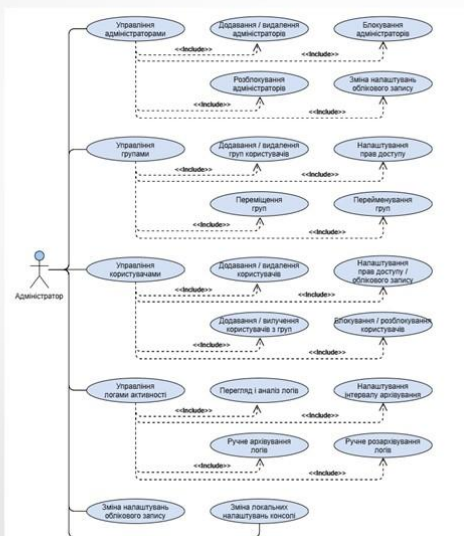 Управління
адміністраторами
Додавання / видалення
адміністраторів
Блокування
адміністраторів
<<Include>>
<<Include>>
Розблокування
адміністраторів
Зміна налаштувань
облікового запису
<<Include>>
<<Include>>
Управління
групами
Додавання / видалення
груп користувачів
Налаштування
прав доступу
<<Include>>
<<Include>>
Переміщення
груп
Перейменування
груп
<<Include>>
<<Include>>
Адміністратор
Управління
користувачами
Додавання / видалення
користувачів
Налаштування
прав доступу /
облікового запису
<<Include>>
<<Include>>
Додавання / вилучення
користувачів з груп
Блокування / розблокування
користувачів
<<Include>>
<<Include>>
Управління
логами активності
Перегляд і аналіз логів
Налаштування
інтервалу архівування
<<Include>>
<<Include>>
Ручне архівування
логів
Ручне розархівування
логів
<<Include>>
<<Include>>
Зміна налаштувань
облікового запису
Зміна локальних
налаштувань консолі